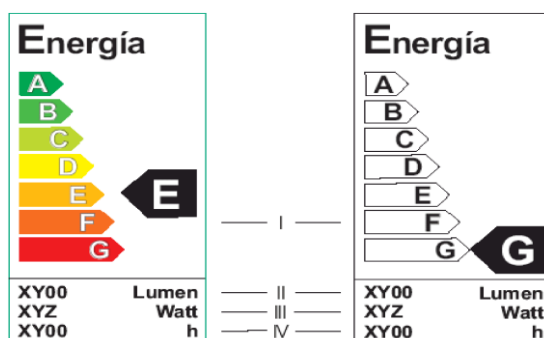 Energía
A
B
C
D
E
F
G
E
XY00 Lumen
XYZ Watt
XY00 h
I
II
III
IV
Energía
A
B
C
D
E
F
G
G
XY00 Lumen
XYZ Watt
XY00 h